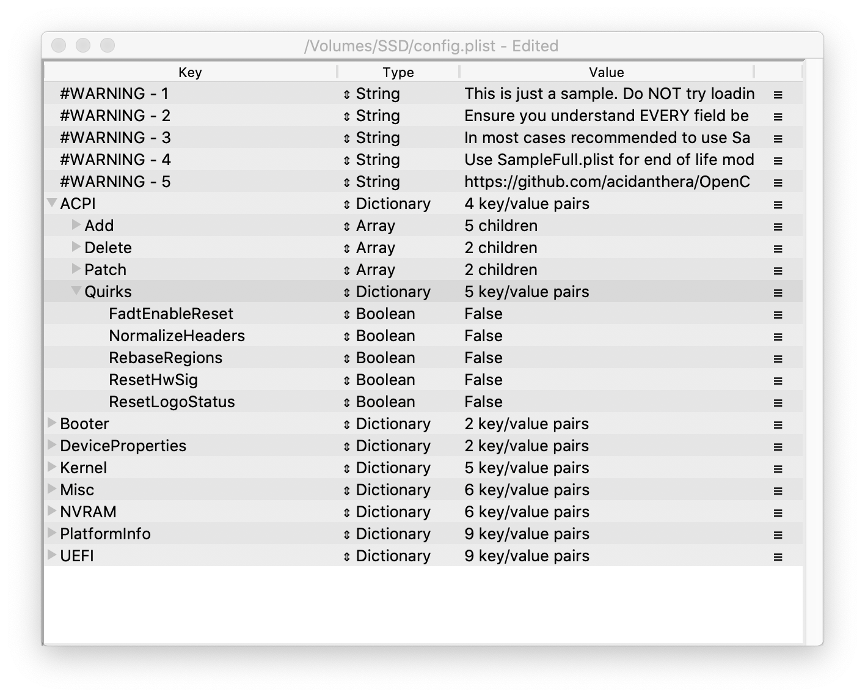 /Volumes/SSD/config.plist - Edited
Key Type Value
#WARNING - 1 String This is just a sample. Do NOT try loadin
#WARNING - 2 String Ensure you understand EVERY field be
#WARNING - 3 String In most cases recommended to use Sa
#WARNING - 4 String Use SampleFull.plist for end of life mod
#WARNING - 5 String https://github.com/acidanthera/OpenC
ACPI Dictionary 4 key/value pairs
Add Array 5 children
Delete Array 2 children
Patch Array 2 children
Quirks Dictionary 5 key/value pairs
FadtEnableReset Boolean False
NormalizeHeaders Boolean False
RebaseRegions Boolean False
ResetHwSig Boolean False
ResetLogoStatus Boolean False
Booter Dictionary 2 key/value pairs
DeviceProperties Dictionary 2 key/value pairs
Kernel Dictionary 5 key/value pairs
Misc Dictionary 6 key/value pairs
NVRAM Dictionary 6 key/value pairs
PlatformInfo Dictionary 9 key/value pairs
UEFI Dictionary 9 key/value pairs